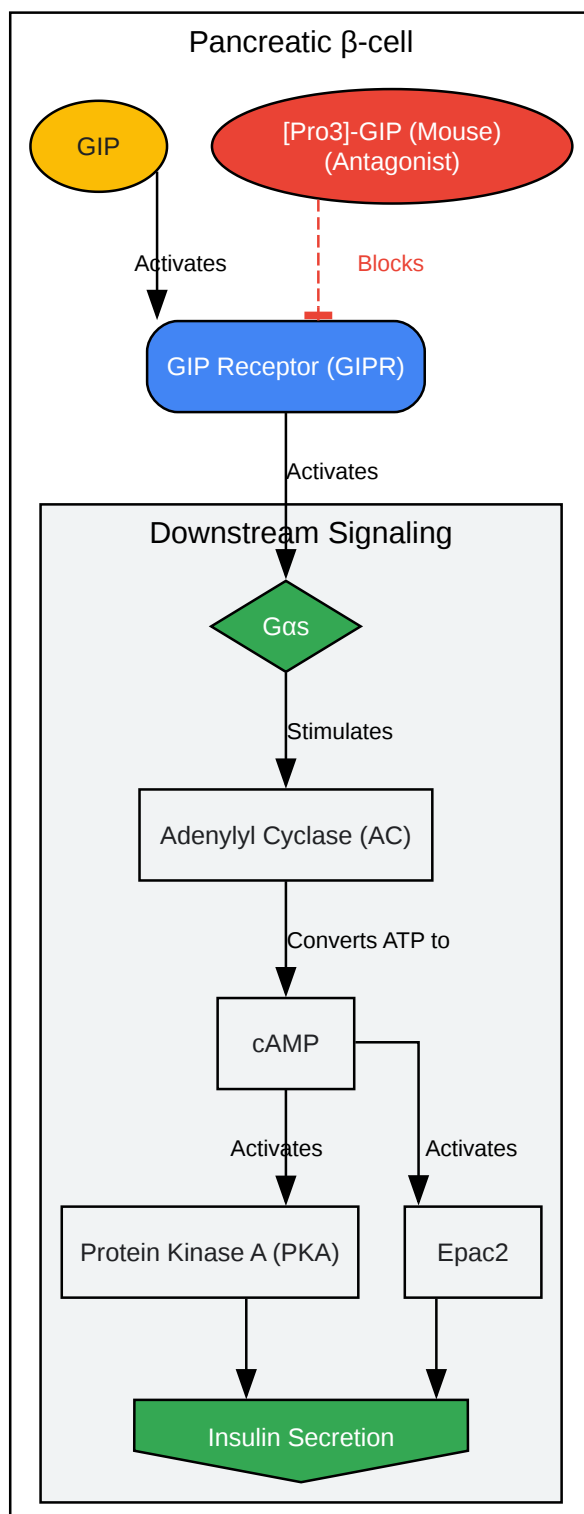 Pancreatic β-cell
GIP
[Pro3]-GIP (Mouse)
(Antagonist)
Activates
Blocks
GIP Receptor (GIPR)
Activates
Downstream Signaling
Gαs
Stimulates
Adenylyl Cyclase (AC)
Converts ATP to
cAMP
Activates
Activates
Protein Kinase A (PKA)
Epac2
Insulin Secretion